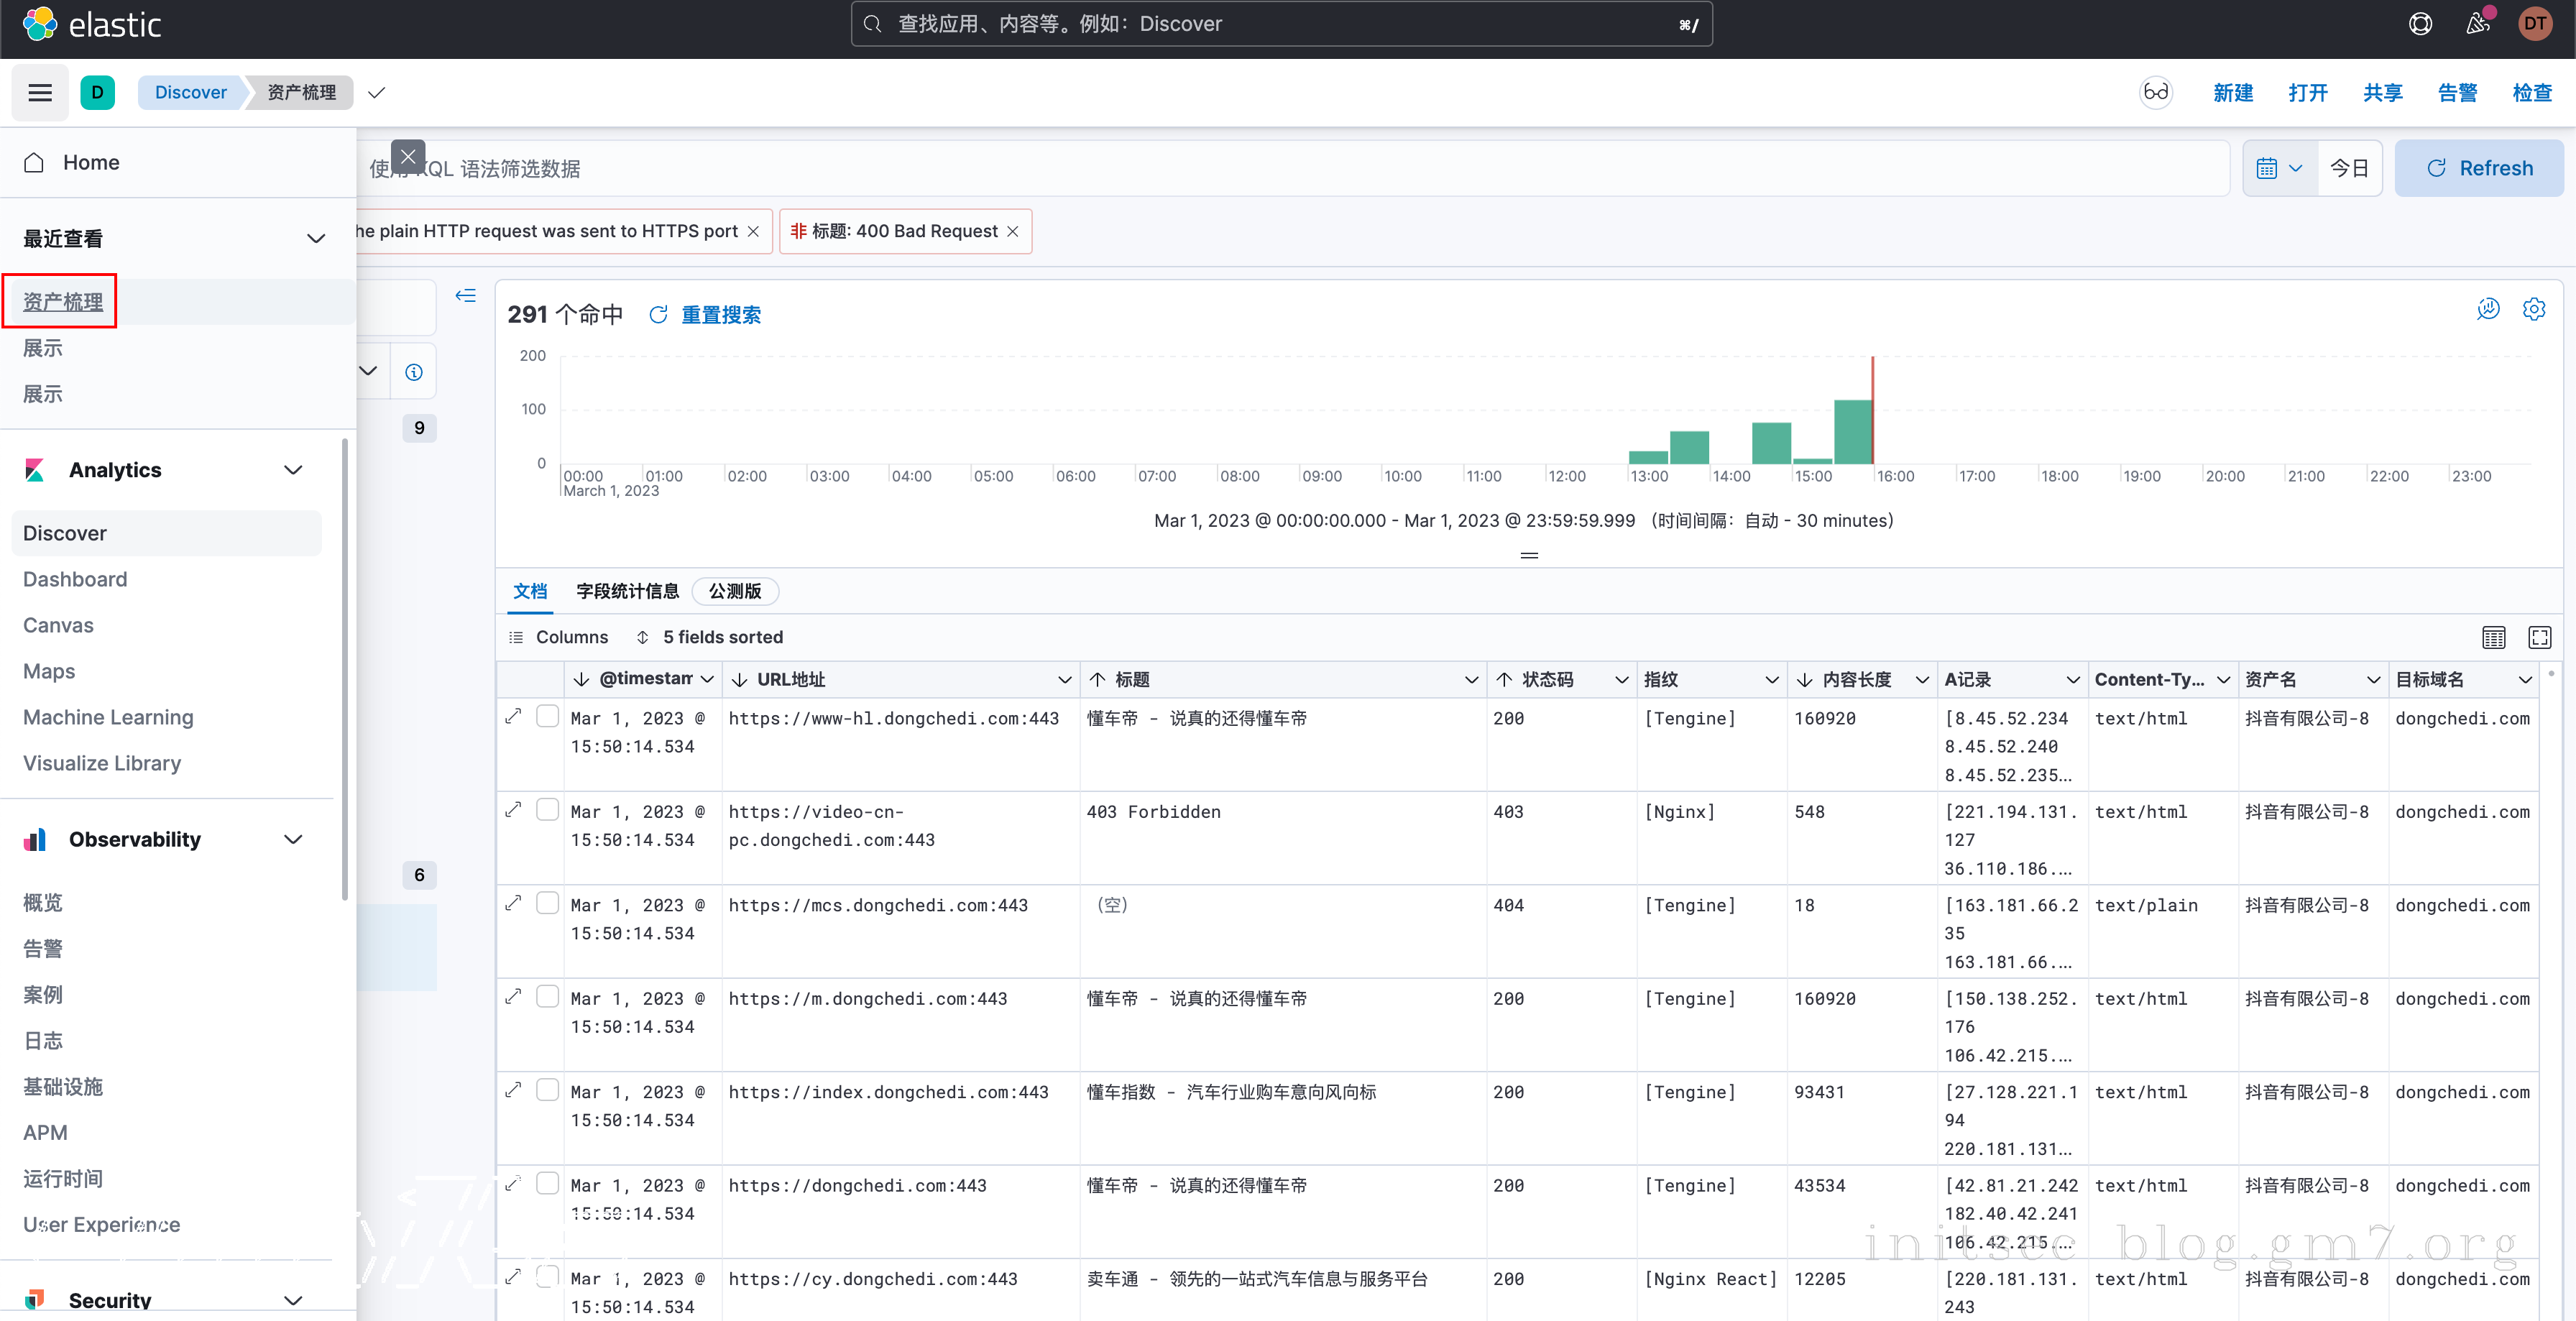 elastic
查找应用、内容等。例如：Discover
⌘/
DT
D
Discover
资产梳理
新建
打开
共享
告警
检查
Home
使用 KQL 语法筛选数据
今日
Refresh
最近查看
he plain HTTP request was sent to HTTPS port
非 标题: 400 Bad Request
资产梳理
展示
展示
9
Analytics
Discover
Dashboard
Canvas
Maps
Machine Learning
Visualize Library
Observability
6
概览
告警
案例
日志
基础设施
APM
运行时间
User Experience
Security
291 个命中
重置搜索
200
100
0
00:00 01:00 02:00 03:00 04:00 05:00 06:00 07:00 08:00 09:00 10:00 11:00 12:00 13:00 14:00 15:00 16:00 17:00 18:00 19:00 20:00 21:00 22:00 23:00
March 1, 2023
Mar 1, 2023 @ 00:00:00.000 - Mar 1, 2023 @ 23:59:59.999 （时间间隔：自动 - 30 minutes）
文档 字段统计信息 公测版
Columns 5 fields sorted
@timestam URL地址 标题 状态码 指纹 内容长度 A记录 Content-Ty... 资产名 目标域名
Mar 1, 2023 @ https://www-hl.dongchedi.com:443 懂车帝 - 说真的还得懂车帝 200 [Tengine] 160920 [8.45.52.234 text/html 抖音有限公司-8 dongchedi.com
15:50:14.534 8.45.52.240
8.45.52.235…
Mar 1, 2023 @ https://video-cn- 403 Forbidden 403 [Nginx] 548 [221.194.131. text/html 抖音有限公司-8 dongchedi.com
15:50:14.534 pc.dongchedi.com:443 127
36.110.186.…
Mar 1, 2023 @ https://mcs.dongchedi.com:443 （空） 404 [Tengine] 18 [163.181.66.2 text/plain 抖音有限公司-8 dongchedi.com
15:50:14.534 35
163.181.66.…
Mar 1, 2023 @ https://m.dongchedi.com:443 懂车帝 - 说真的还得懂车帝 200 [Tengine] 160920 [150.138.252. text/html 抖音有限公司-8 dongchedi.com
15:50:14.534 176
106.42.215.…
Mar 1, 2023 @ https://index.dongchedi.com:443 懂车指数 - 汽车行业购车意向风向标 200 [Tengine] 93431 [27.128.221.1 text/html 抖音有限公司-8 dongchedi.com
15:50:14.534 94
220.181.131…
Mar 1, 2023 @ https://dongchedi.com:443 懂车帝 - 说真的还得懂车帝 200 [Tengine] 43534 [42.81.21.242 text/html 抖音有限公司-8 dongchedi.com
15:50:14.534 182.40.42.241
106.42.215.…
initsec blog.gm7.org
Mar 1, 2023 @ https://cy.dongchedi.com:443 卖车通 - 领先的一站式汽车信息与服务平台 200 [Nginx React] 12205 [220.181.131. text/html 抖音有限公司-8 dongchedi.com
15:50:14.534 243